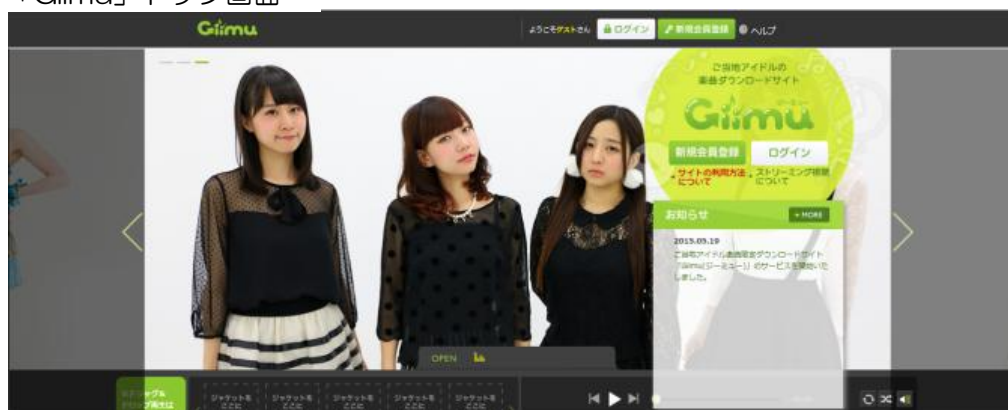 「Giimu」トップ画面
Giimu
ようこそゲストさん
ログイン
新規会員登録
ヘルプ
ご当地アイドルの
楽曲ダウンロードサイト
Giimu
新規会員登録
ログイン
サイトの利用方法
について
ストリーミング視聴
について
お知らせ
+ MORE
2015.05.19
ご当地アイドル楽曲限定ダウンロードサイト
「Giimu(ジーミュー)」のサービスを開始いた
しました。
OPEN
ジャケットを
ここに
ジャケットを
ここに
ジャケットを
ここに
ジャケットを
ここに
ジャケットを
ここに